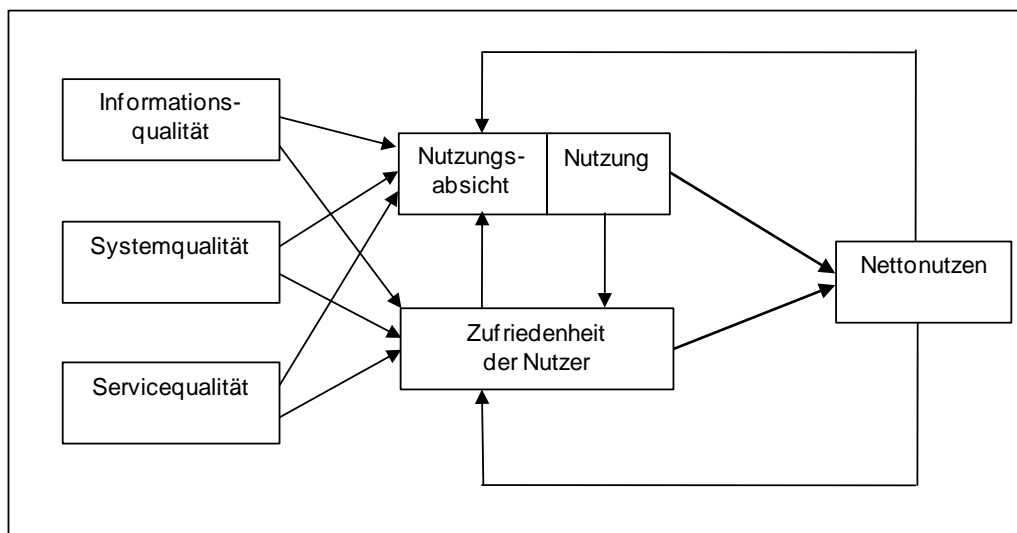 Informations-
qualität
Systemqualität
Servicequalität
Nutzungs-
absicht
Nutzung
Zufriedenheit
der Nutzer
Nettonutzen